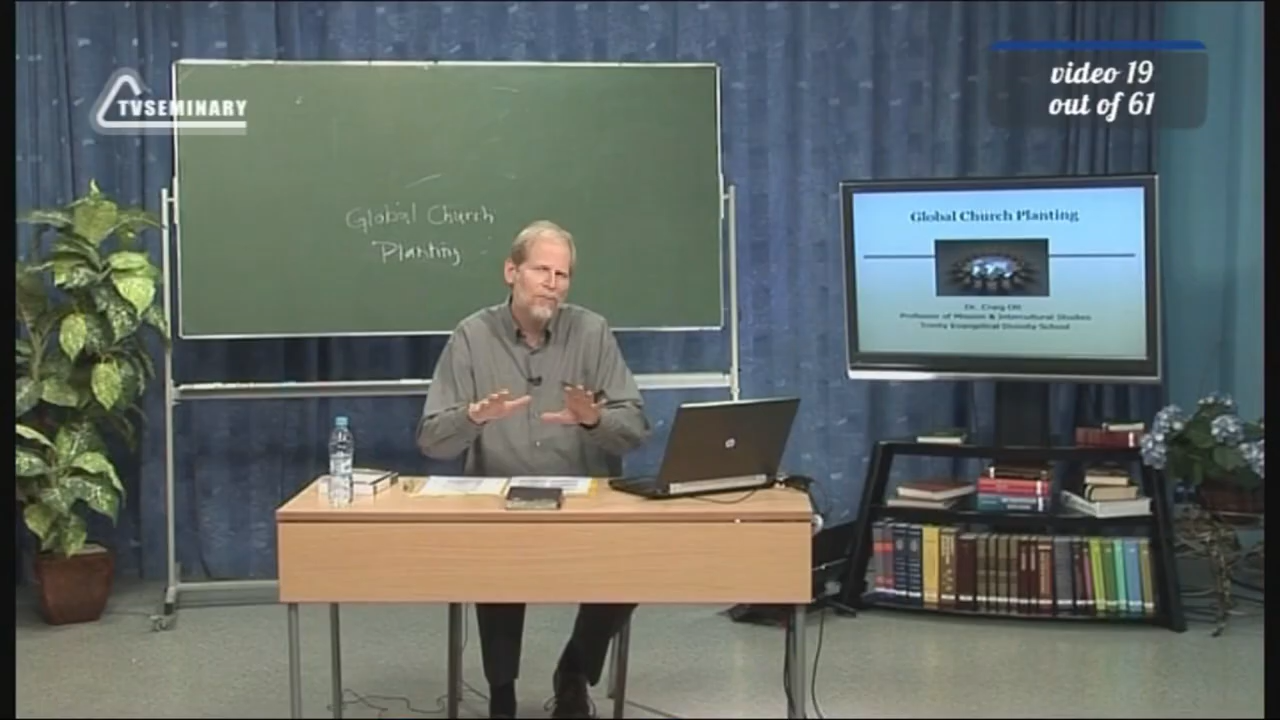 TVSEMINARY
video 19
out of 61
Global Church
Planting
Global Church Planting
Dr. Craig Ott
Professor of Mission & Intercultural Studies
Trinity Evangelical Divinity School